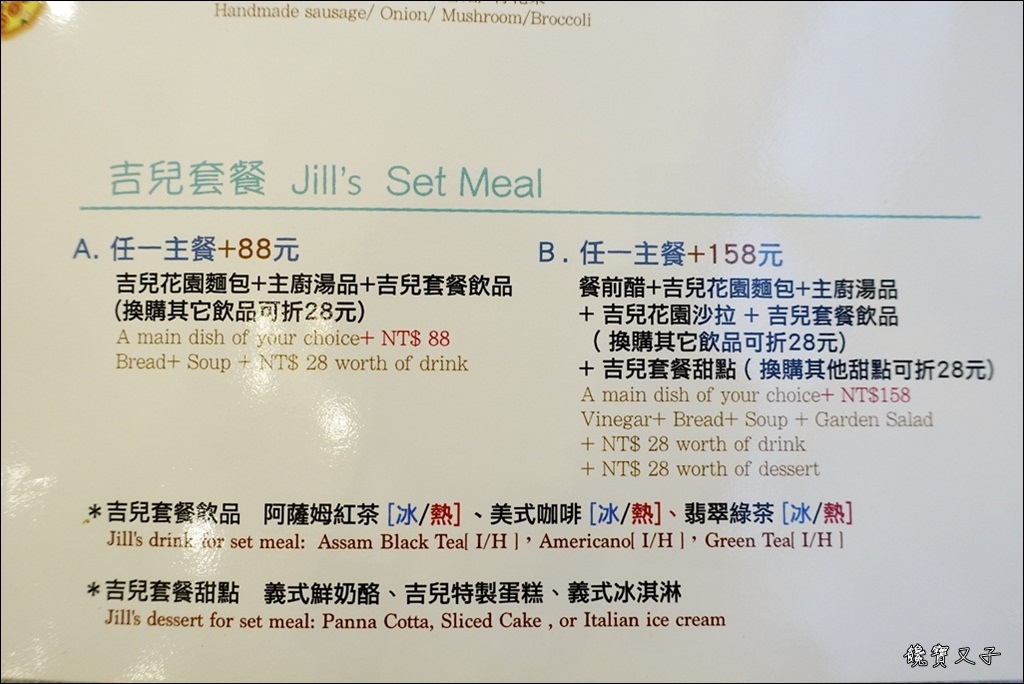 Handmade sausage/ Onion/ Mushroom/Broccoli
吉兒套餐 Jill's Set Meal
A. 任一主餐+88元
吉兒花園麵包+主廚湯品+吉兒套餐飲品
(換購其它飲品可折28元)
A main dish of your choice+ NT$ 88
Bread+ Soup + NT$ 28 worth of drink
B. 任一主餐+158元
餐前醋+吉兒花園麵包+主廚湯品
+ 吉兒花園沙拉 + 吉兒套餐飲品
( 換購其它飲品可折28元)
+ 吉兒套餐甜點 ( 換購其他甜點可折28元)
A main dish of your choice+ NT$158
Vinegar+ Bread+ Soup + Garden Salad
+ NT$ 28 worth of drink
+ NT$ 28 worth of dessert
*吉兒套餐飲品 阿薩姆紅茶 [冰/熱] 、美式咖啡 [冰/熱]、翡翠綠茶 [冰/熱]
Jill's drink for set meal: Assam Black Tea[ I/H ] , Americano[ I/H ] , Green Tea[ I/H ]
*吉兒套餐甜點 義式鮮奶酪、吉兒特製蛋糕、義式冰淇淋
Jill's dessert for set meal: Panna Cotta, Sliced Cake , or Italian ice cream
饞寶又子